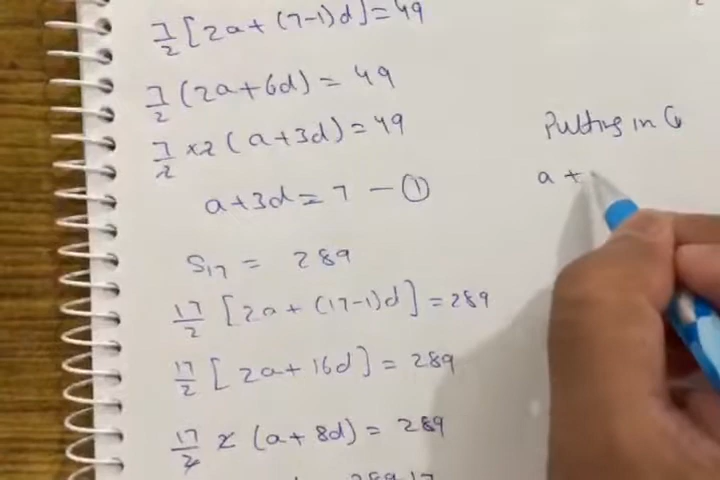 7/2 [2a + (7-1)d] = 49
7/2 (2a + 6d) = 49
7/2 × 2 (a + 3d) = 49
a + 3d = 7 — ①
S₁₇ = 289
17/2 [2a + (17-1)d] = 289
17/2 [2a + 16d] = 289
17/2 × (a + 8d) = 289
289 17
Putting in
a +